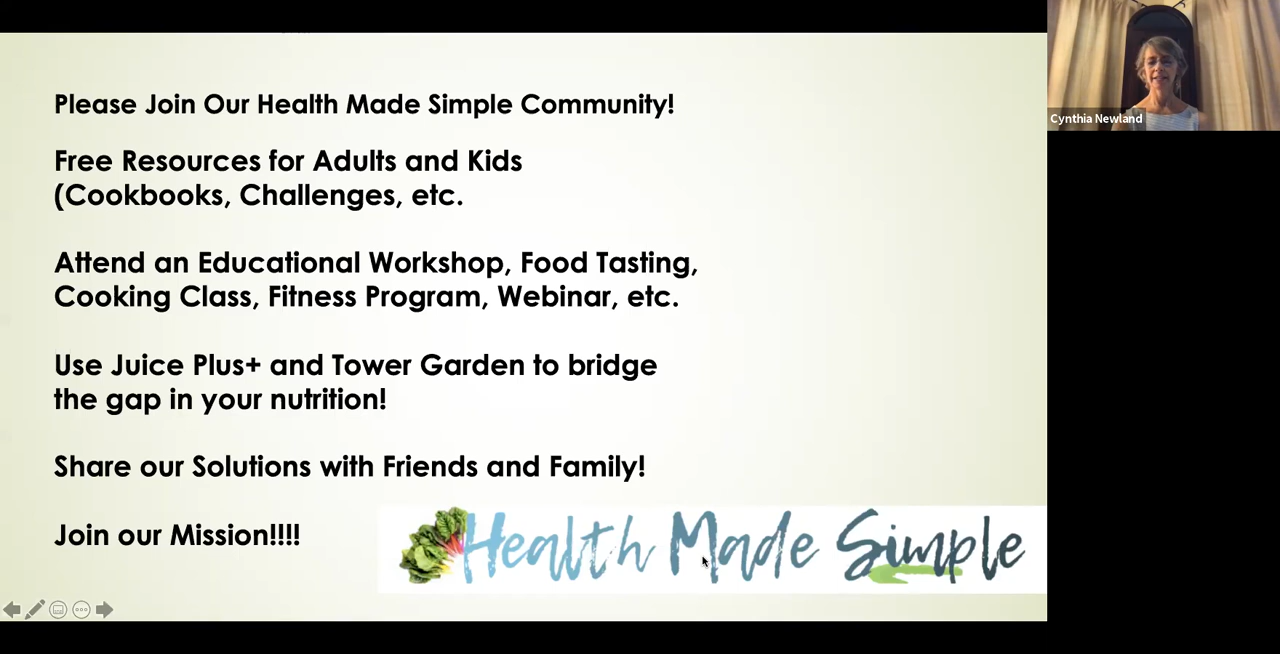 Please Join Our Health Made Simple Community!
Free Resources for Adults and Kids
(Cookbooks, Challenges, etc.
Attend an Educational Workshop, Food Tasting,
Cooking Class, Fitness Program, Webinar, etc.
Use Juice Plus+ and Tower Garden to bridge
the gap in your nutrition!
Share our Solutions with Friends and Family!
Join our Mission!!!!
Health Made Simple
Cynthia Newland